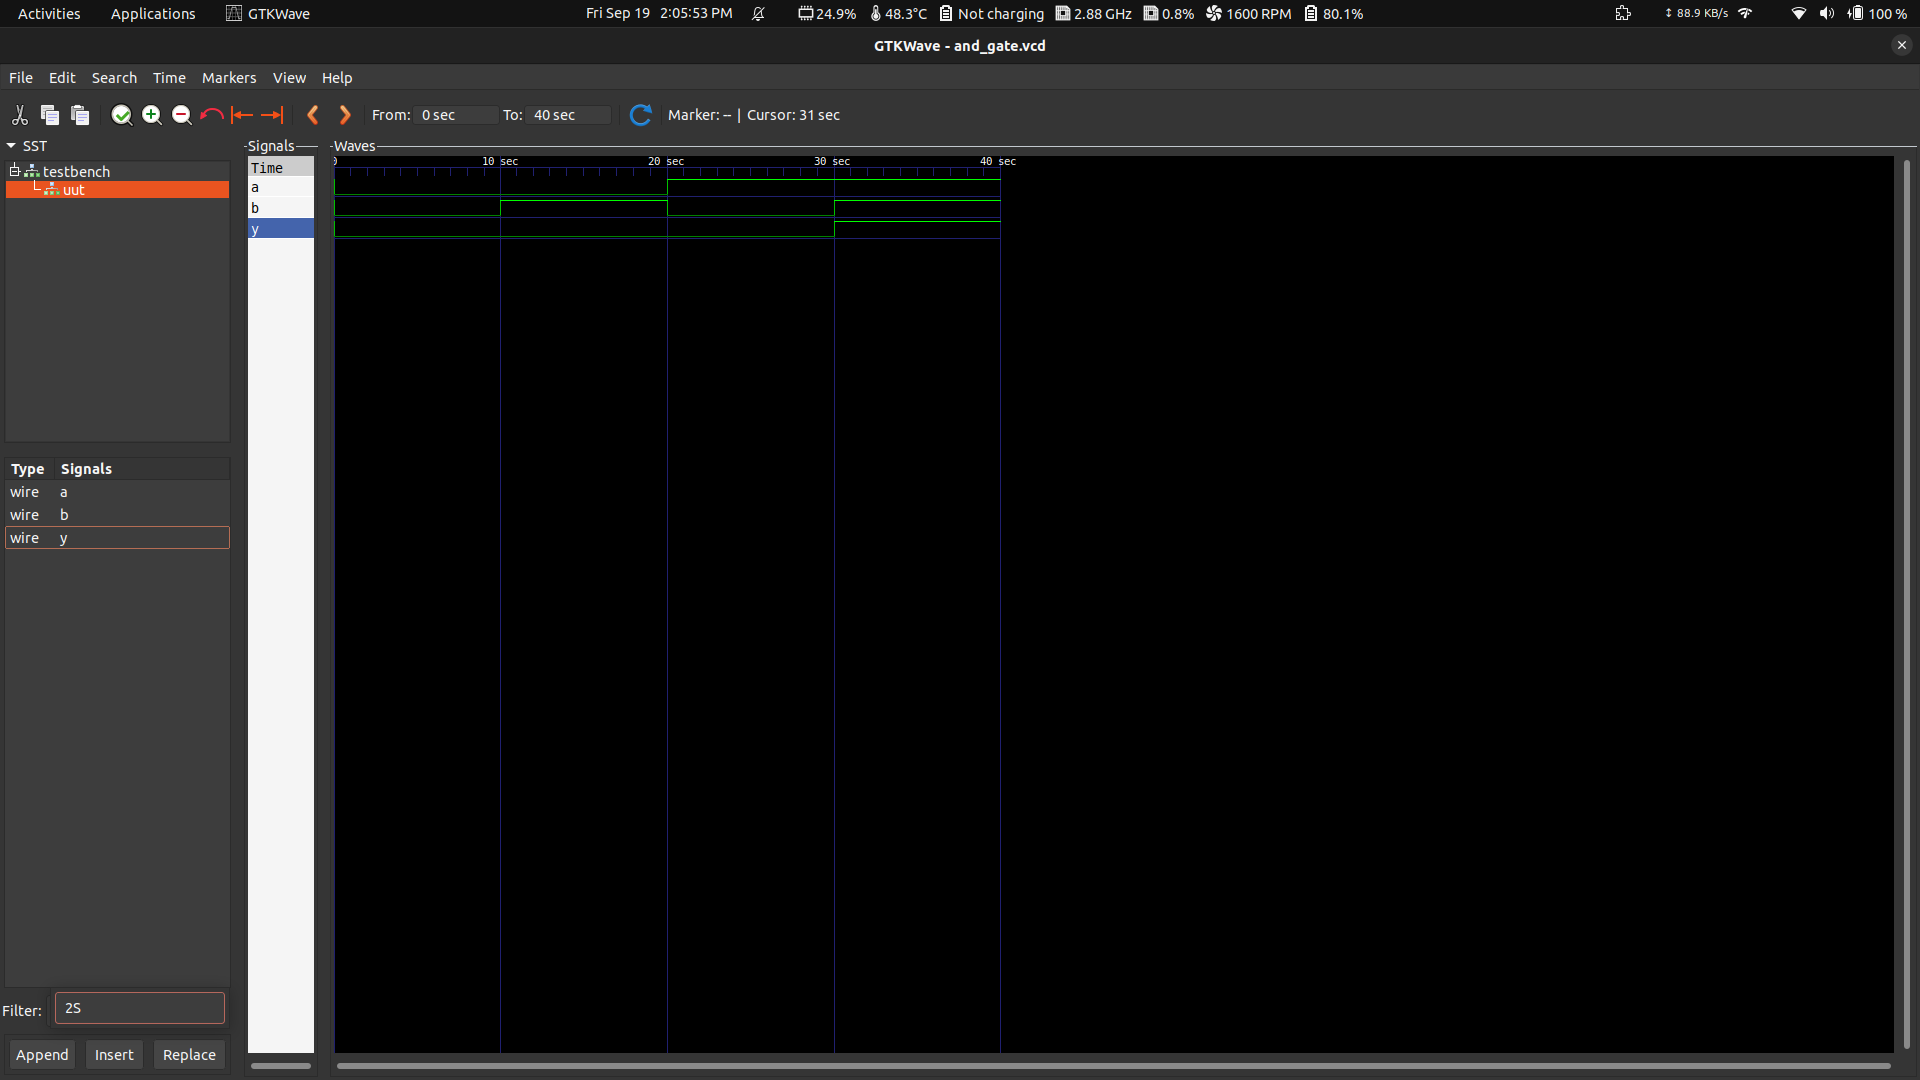 Activities Applications GTKWave Fri Sep 19 2:05:53 PM 24.9% 48.3°C Not charging 2.88 GHz 0.8% 1600 RPM 80.1% 88.9 KB/s 100 %
GTKWave - and_gate.vcd
File Edit Search Time Markers View Help
From: 0 sec To: 40 sec Marker: -- | Cursor: 31 sec
SST
testbench
uut
Type Signals
wire a
wire b
wire y
Filter: 2S
Append Insert Replace
Signals
Time
a
b
y
Waves
0 10 sec 20 sec 30 sec 40 sec